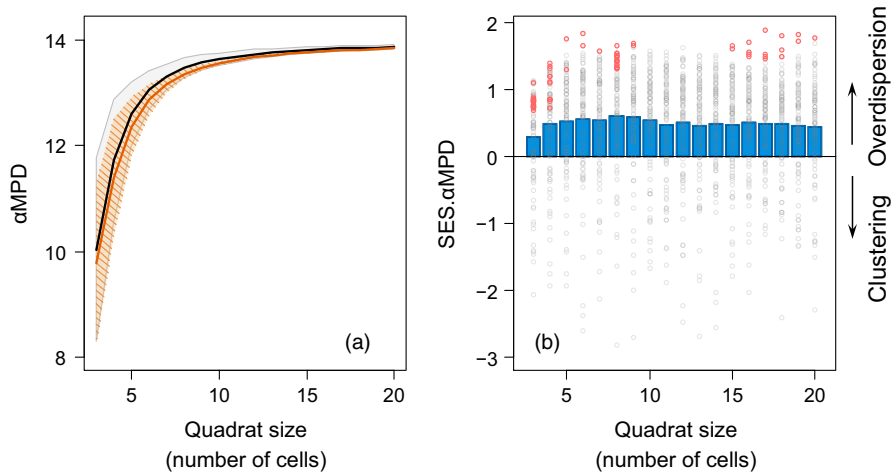 αMPD
14
12
10
8
5
10
15
20
(a)
Quadrat size
(number of cells)
SES.αMPD
2
1
0
−1
−2
−3
5
10
15
20
(b)
Quadrat size
(number of cells)
Overdispersion
Clustering